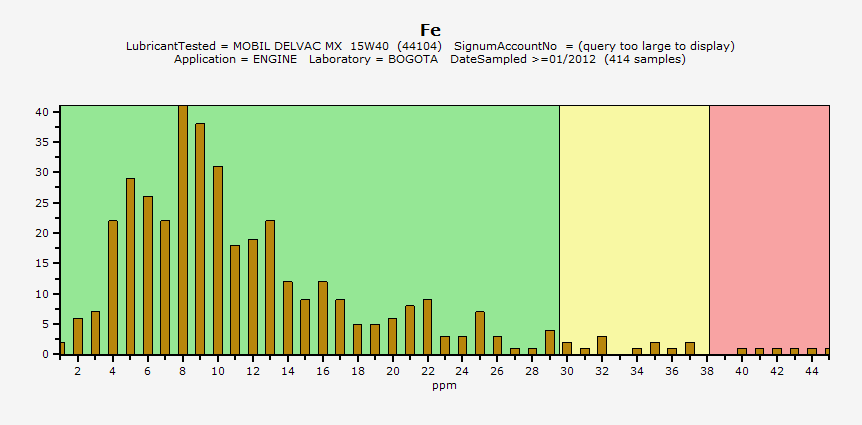 Fe
LubricantTested = MOBIL DELVAC MX  15W40  (44104)   SignumAccountNo  = (query too large to display)
Application = ENGINE   Laboratory = BOGOTA   DateSampled >=01/2012  (414 samples)
40
35
30
25
20
15
10
5
0
2 4 6 8 10 12 14 16 18 20 22 24 26 28 30 32 34 36 38 40 42 44
ppm